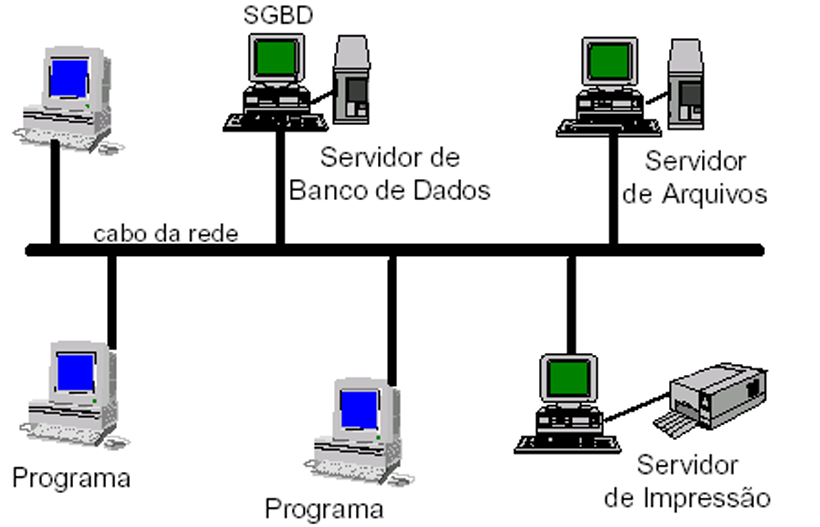 SGBD
Servidor de
Banco de Dados
Servidor
de Arquivos
cabo da rede
Programa
Programa
Servidor
de Impressão